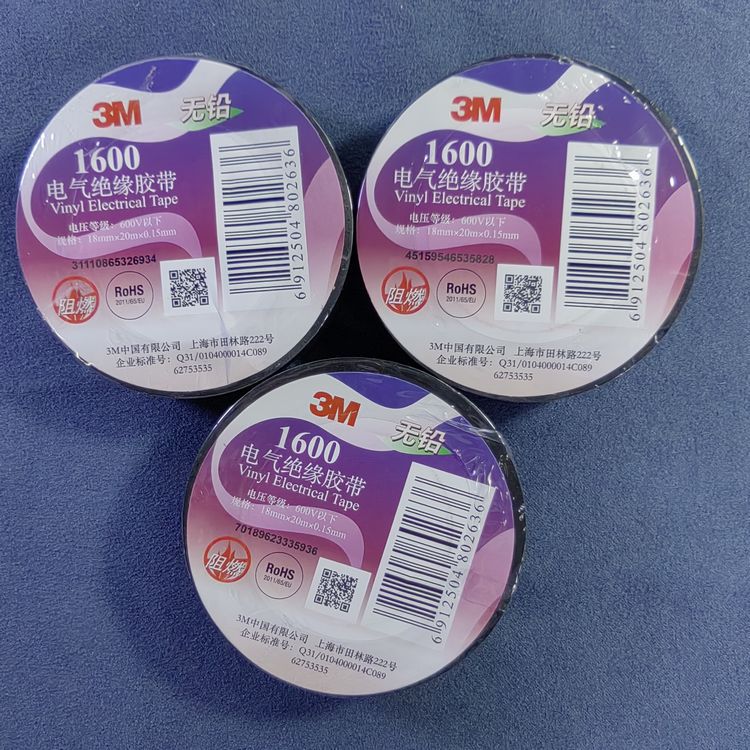 3M
无铅
1600
电气绝缘胶带
Vinyl Electrical Tape
电压等级：600V以下
规格：18mm×20m×0.15mm
31110865326934
阻燃
RoHS
2011/65/EU
6 912504 802636
3M中国有限公司 上海市田林路222号
企业标准号：Q31/0104000014C089
62753535
3M
无铅
1600
电气绝缘胶带
Vinyl Electrical Tape
电压等级：600V以下
规格：18mm×20m×0.15mm
45159546535828
阻燃
RoHS
2011/65/EU
6 912504 802636
3M中国有限公司 上海市田林路222号
企业标准号：Q31/0104000014C089
62753535
3M
无铅
1600
电气绝缘胶带
Vinyl Electrical Tape
电压等级：600V以下
规格：18mm×20m×0.15mm
70189623335936
阻燃
RoHS
2011/65/EU
6 912504 802636
3M中国有限公司 上海市田林路222号
企业标准号：Q31/0104000014C089
62753535